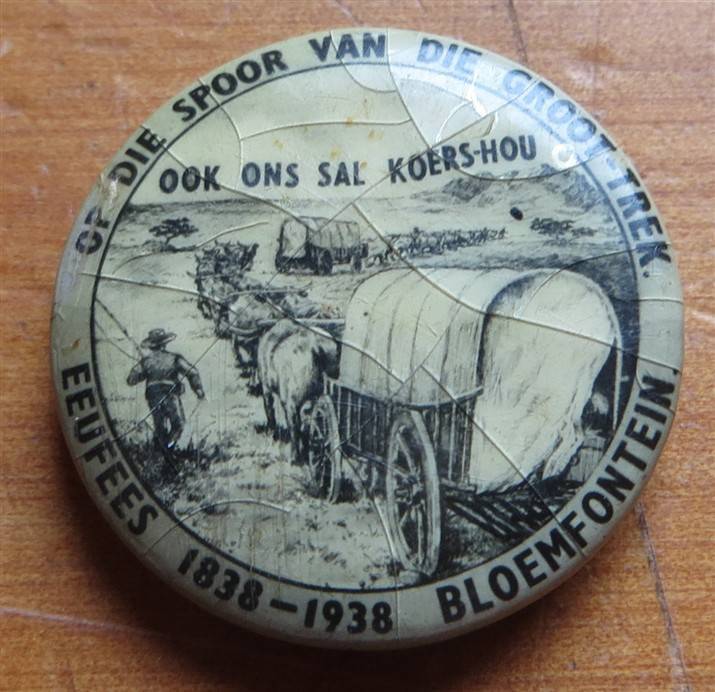 OP DIE SPOOR VAN DIE GROOT-TREK.
OOK ONS SAL KOERS-HOU
EEUFEES 1838-1938 BLOEMFONTEIN.